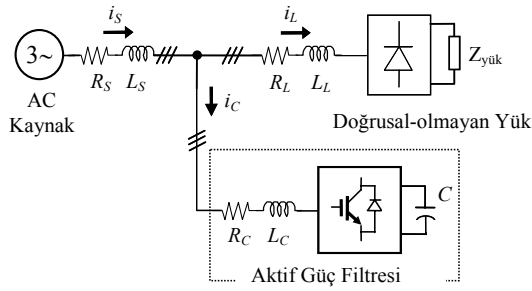 i_S
i_L
3~
R_S
L_S
R_L
L_L
Z_yük
AC
Kaynak
i_C
Doğrusal-olmayan Yük
R_C
L_C
C
Aktif Güç Filtresi